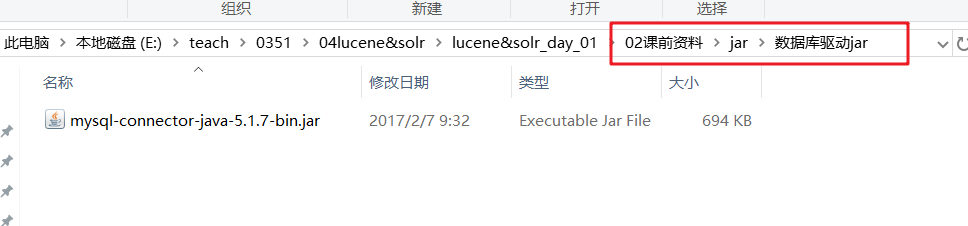 组织 新建 打开 选择
此电脑 > 本地磁盘 (E:) > teach > 0351 > 04lucene&solr > lucene&solr_day_01 > 02课前资料 > jar > 数据库驱动jar
名称 修改日期 类型 大小
mysql-connector-java-5.1.7-bin.jar 2017/2/7 9:32 Executable Jar File 694 KB